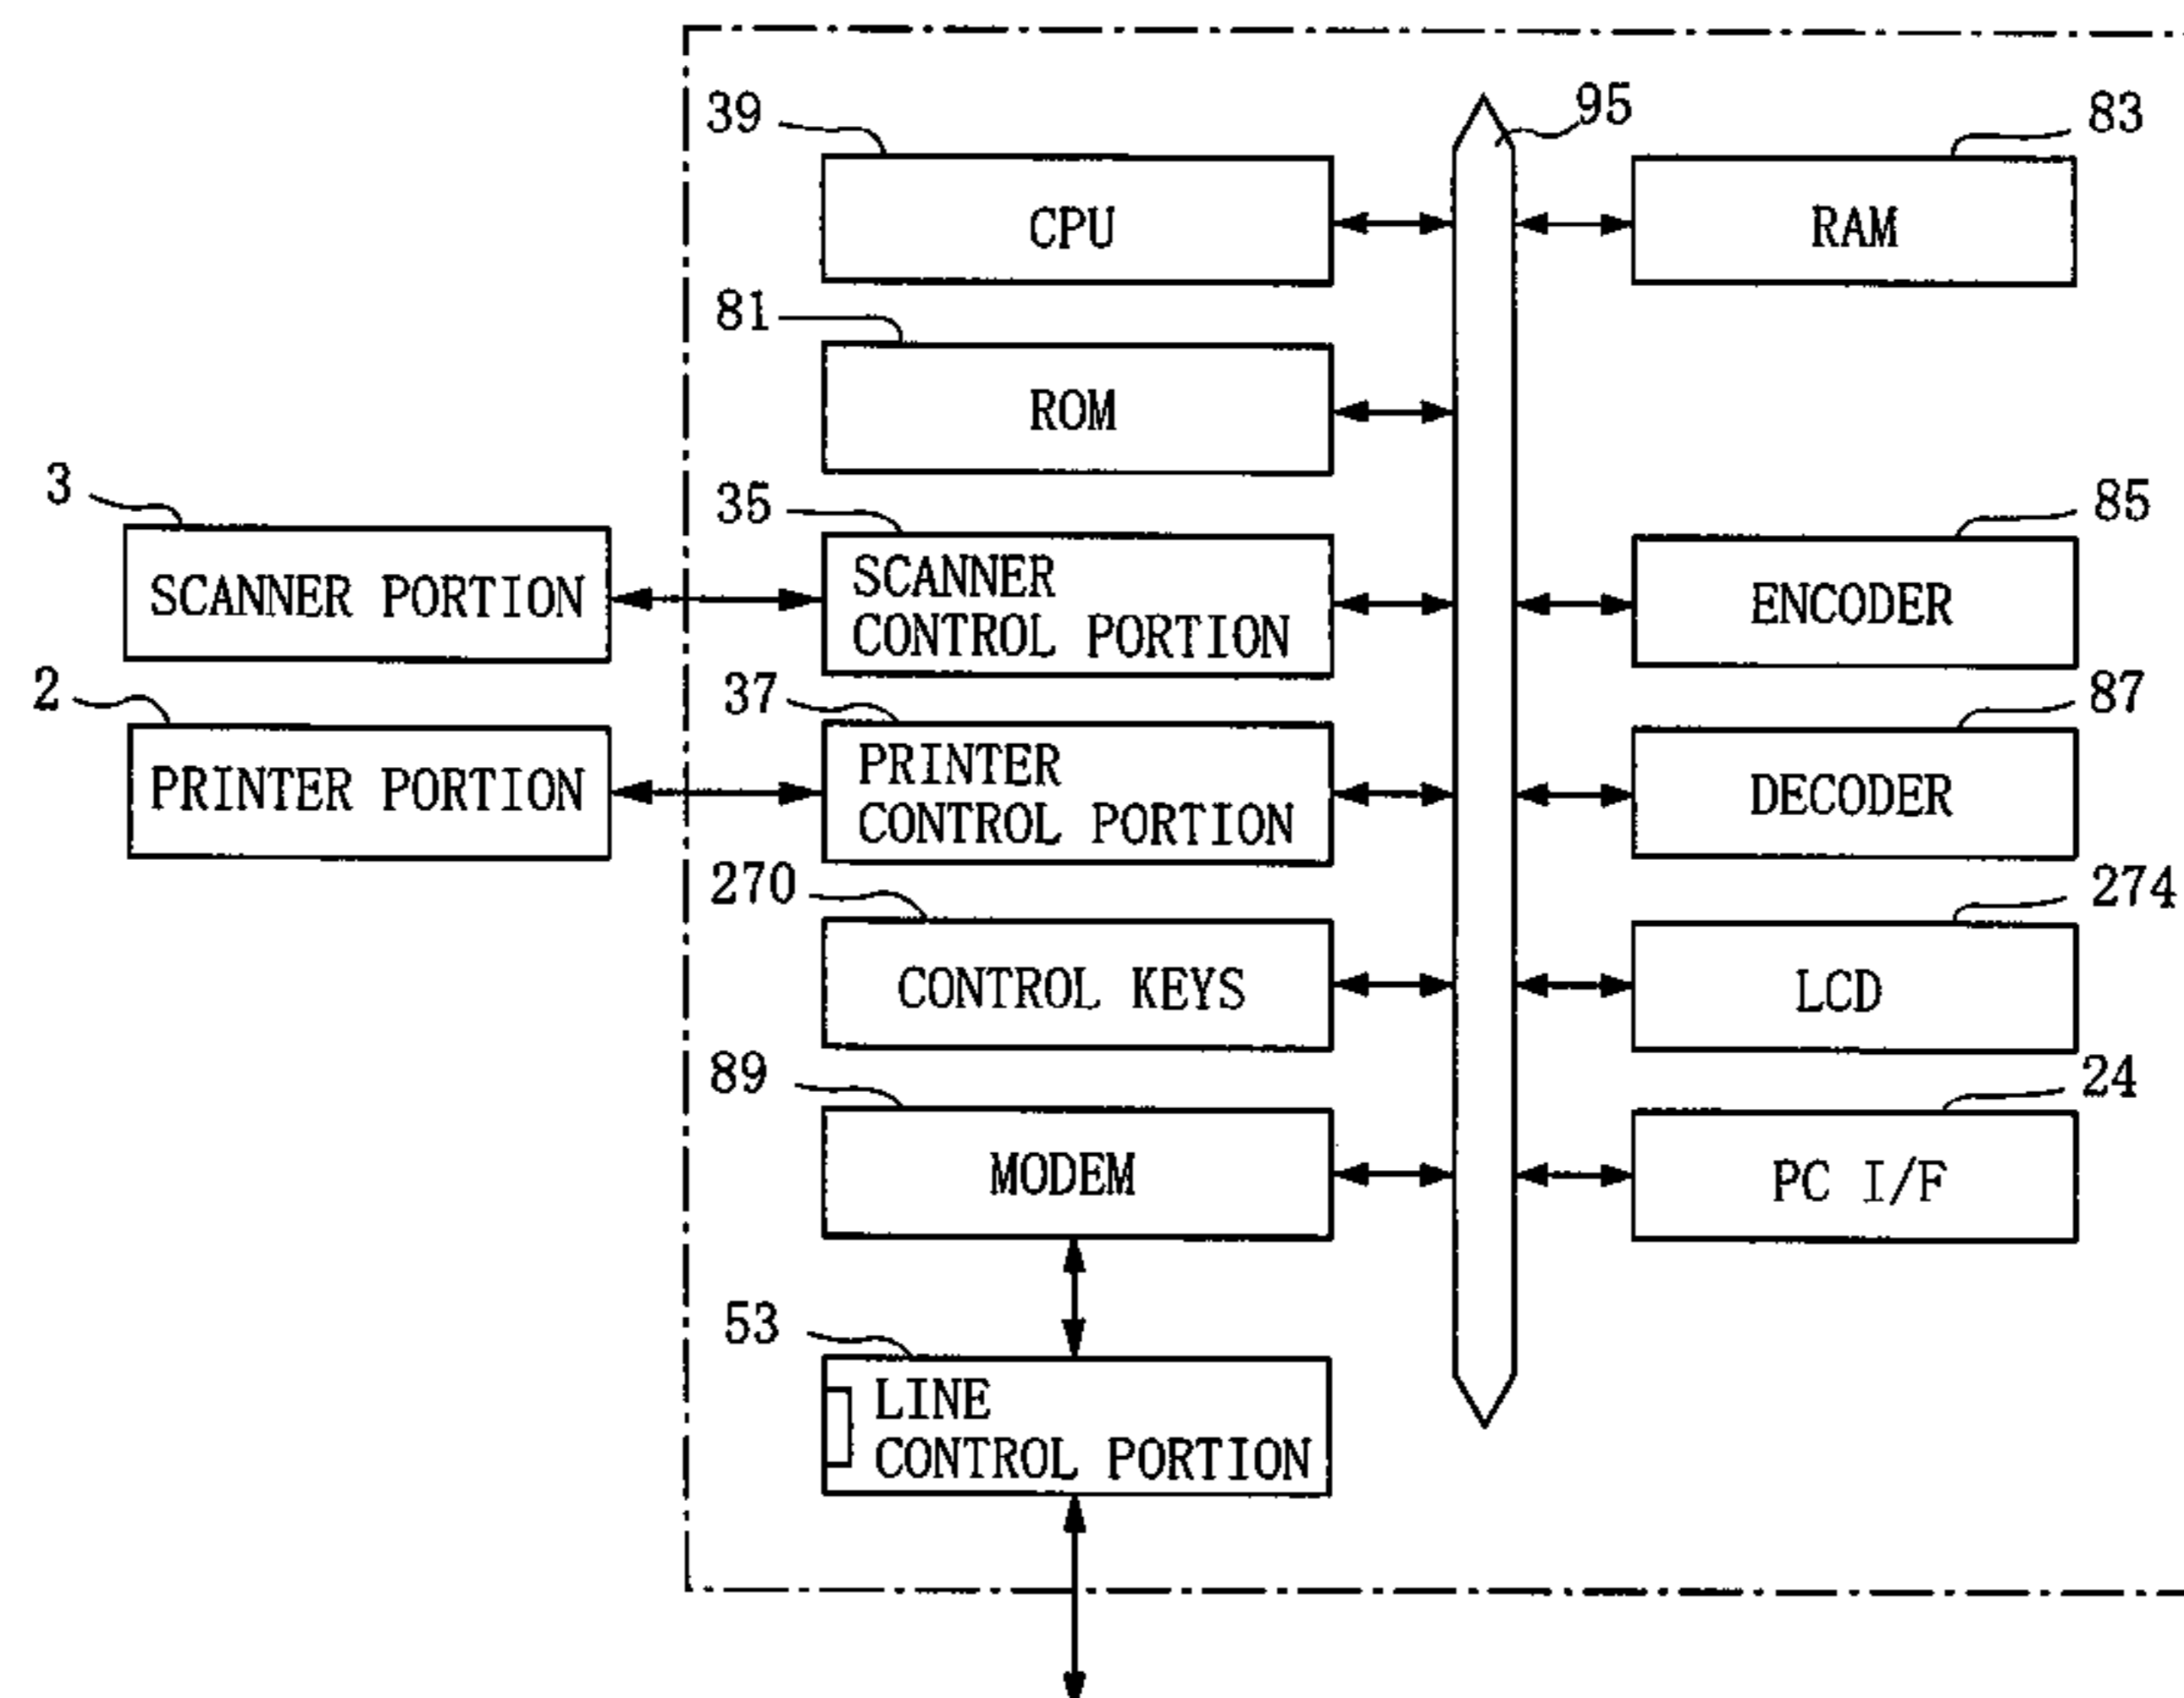 39
95
83
CPU
RAM
81
ROM
3
35
85
SCANNER PORTION
SCANNER
CONTROL PORTION
ENCODER
2
37
87
PRINTER PORTION
PRINTER
CONTROL PORTION
DECODER
270
274
CONTROL KEYS
LCD
89
24
MODEM
PC I/F
53
LINE
CONTROL PORTION